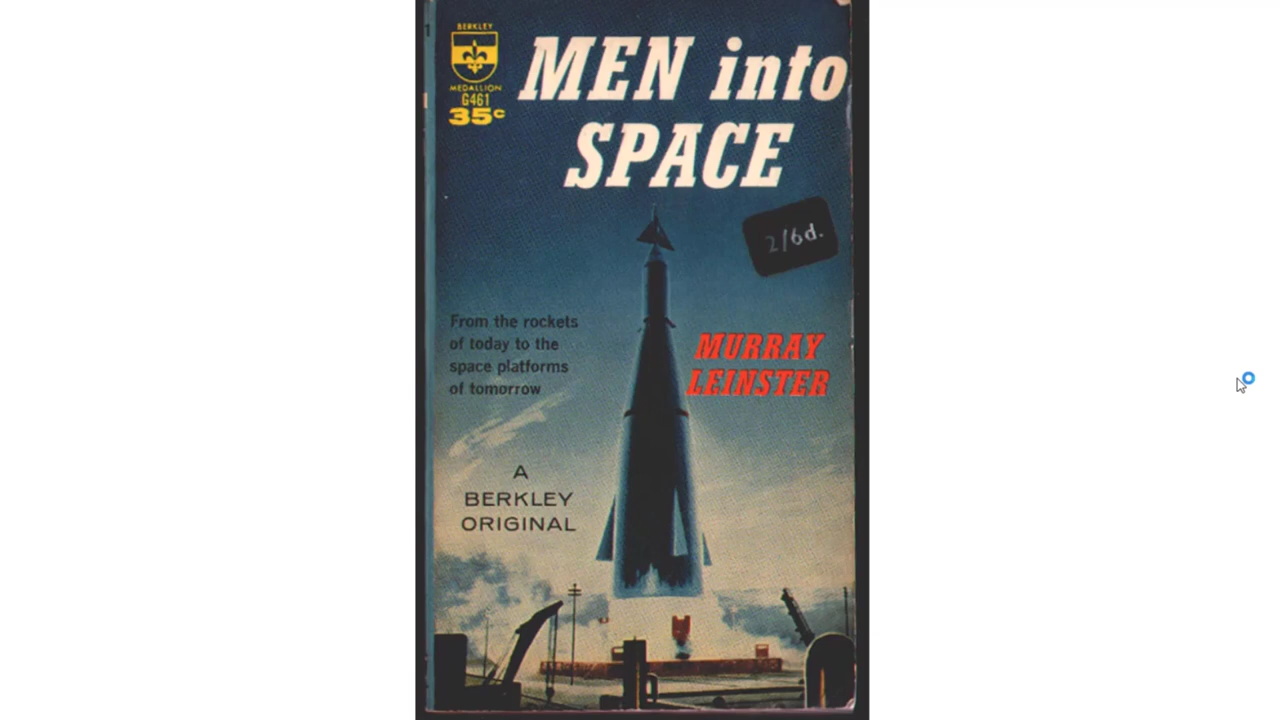 BERKLEY
MEDALLION
G461
35c
MEN into
SPACE
2/6d.
From the rockets
of today to the
space platforms
of tomorrow
MURRAY
LEINSTER
A
BERKLEY
ORIGINAL